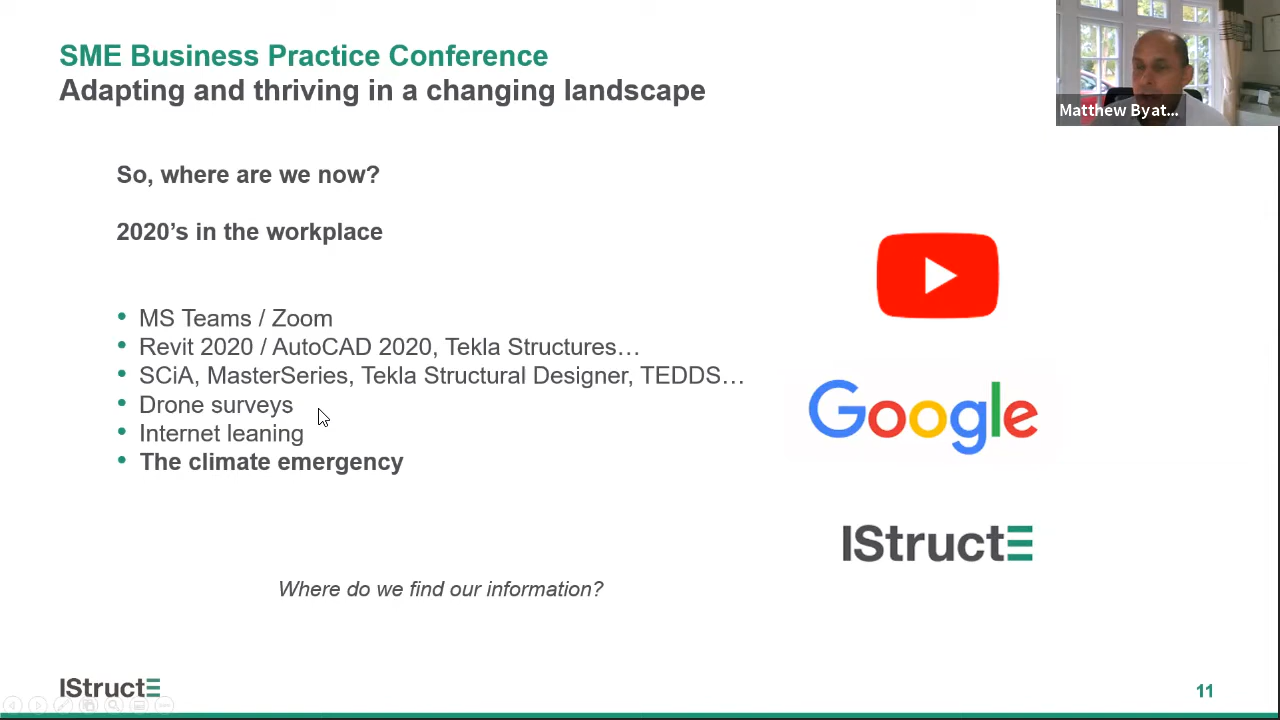 SME Business Practice Conference
Adapting and thriving in a changing landscape
Matthew Byat...
So, where are we now?
2020’s in the workplace
• MS Teams / Zoom
• Revit 2020 / AutoCAD 2020, Tekla Structures…
• SCiA, MasterSeries, Tekla Structural Designer, TEDDS…
• Drone surveys
• Internet leaning
• The climate emergency
Google
IStructE
Where do we find our information?
IStructE
11